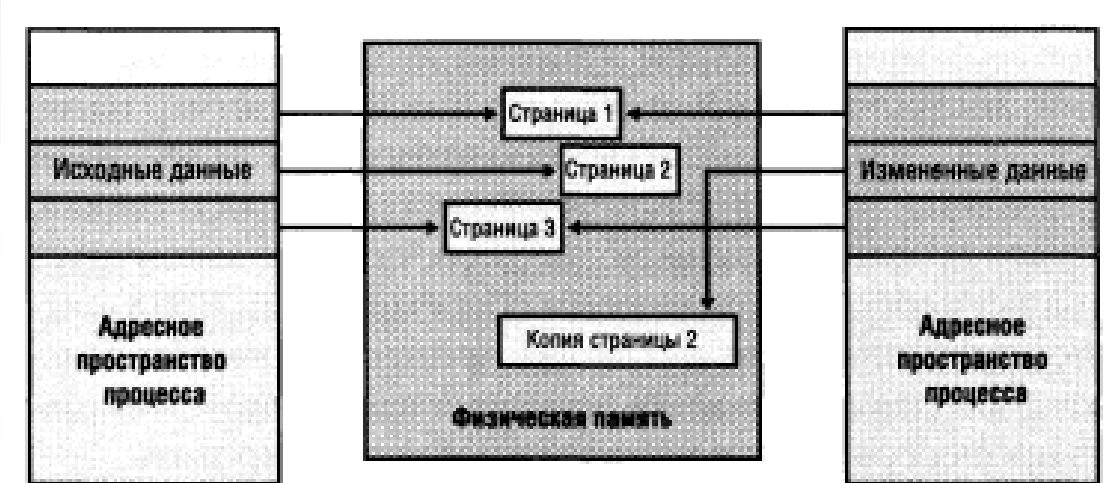 Страница 1
Исходные данные
Страница 2
Измененные данные
Страница 3
Адресное
пространство
процесса
Копия страницы 2
Физическая память
Адресное
пространство
процесса